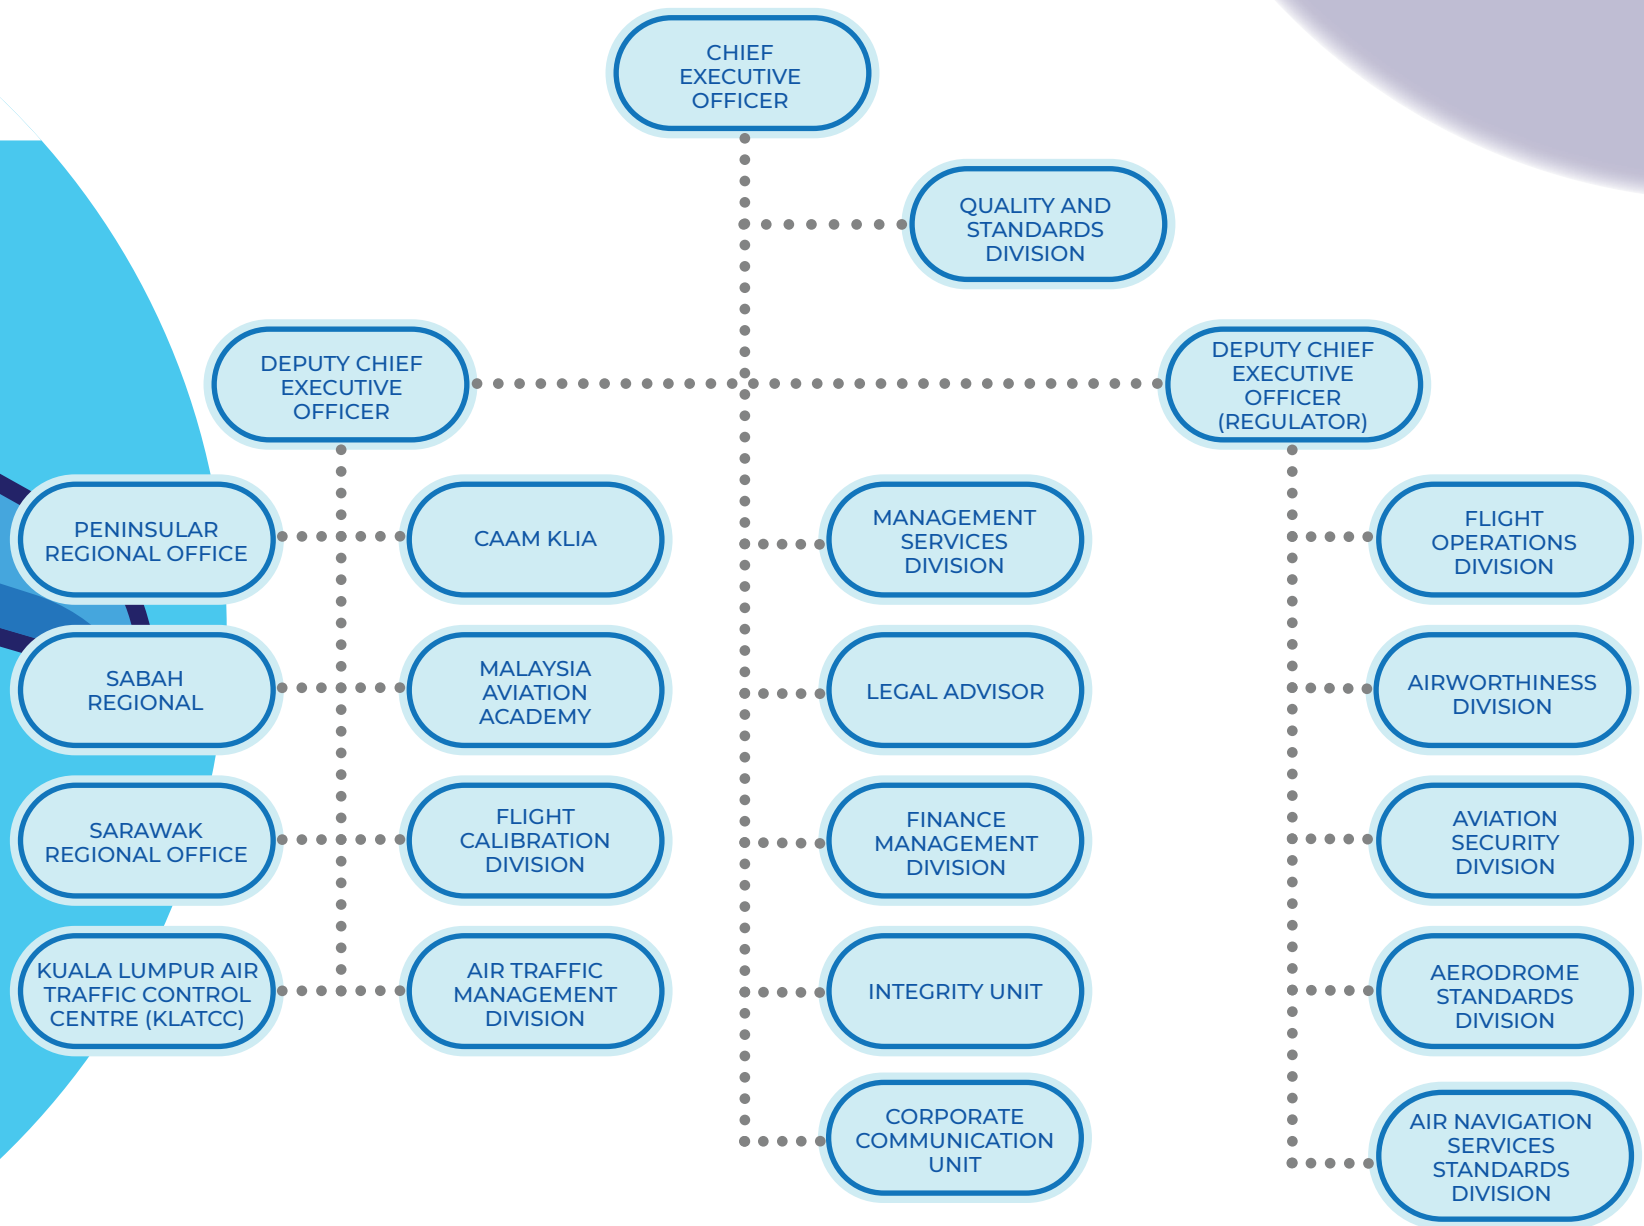 CHIEF
EXECUTIVE
OFFICER
QUALITY AND
STANDARDS
DIVISION
DEPUTY CHIEF
EXECUTIVE
OFFICER
DEPUTY CHIEF
EXECUTIVE
OFFICER
(REGULATOR)
PENINSULAR
REGIONAL OFFICE
CAAM KLIA
MANAGEMENT
SERVICES
DIVISION
FLIGHT
OPERATIONS
DIVISION
SABAH
REGIONAL
MALAYSIA
AVIATION
ACADEMY
LEGAL ADVISOR
AIRWORTHINESS
DIVISION
SARAWAK
REGIONAL OFFICE
FLIGHT
CALIBRATION
DIVISION
FINANCE
MANAGEMENT
DIVISION
AVIATION
SECURITY
DIVISION
KUALA LUMPUR AIR
TRAFFIC CONTROL
CENTRE (KLATCC)
AIR TRAFFIC
MANAGEMENT
DIVISION
INTEGRITY UNIT
AERODROME
STANDARDS
DIVISION
CORPORATE
COMMUNICATION
UNIT
AIR NAVIGATION
SERVICES
STANDARDS
DIVISION